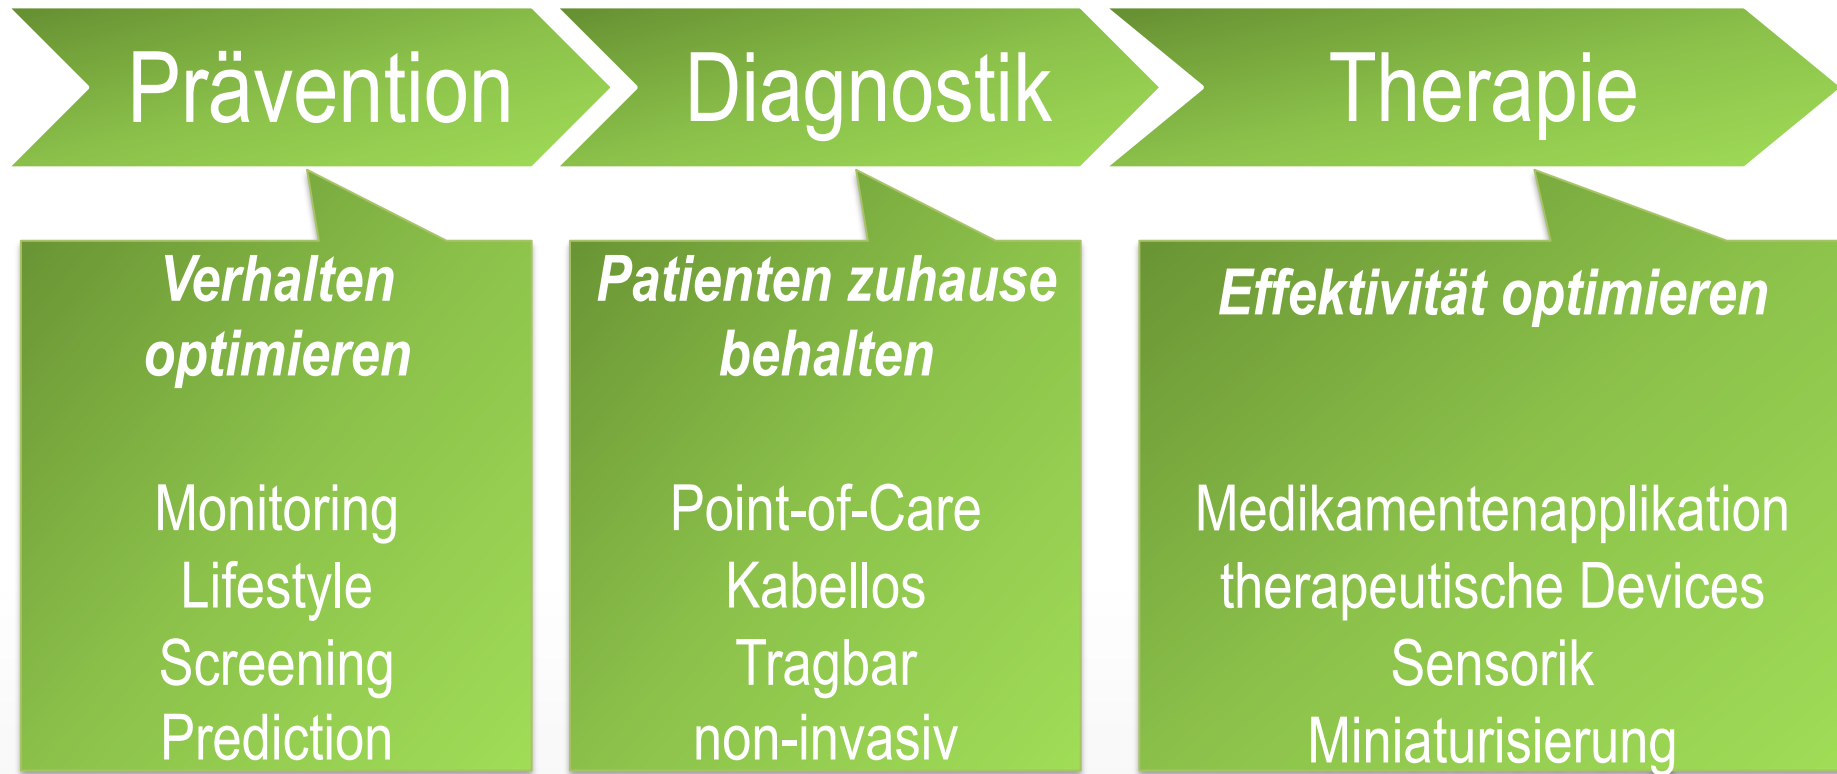 Prävention
Diagnostik
Therapie
Verhalten
optimieren
Monitoring
Lifestyle
Screening
Prediction
Patienten zuhause
behalten
Point-of-Care
Kabellos
Tragbar
non-invasiv
Effektivität optimieren
Medikamentenapplikation
therapeutische Devices
Sensorik
Miniaturisierung